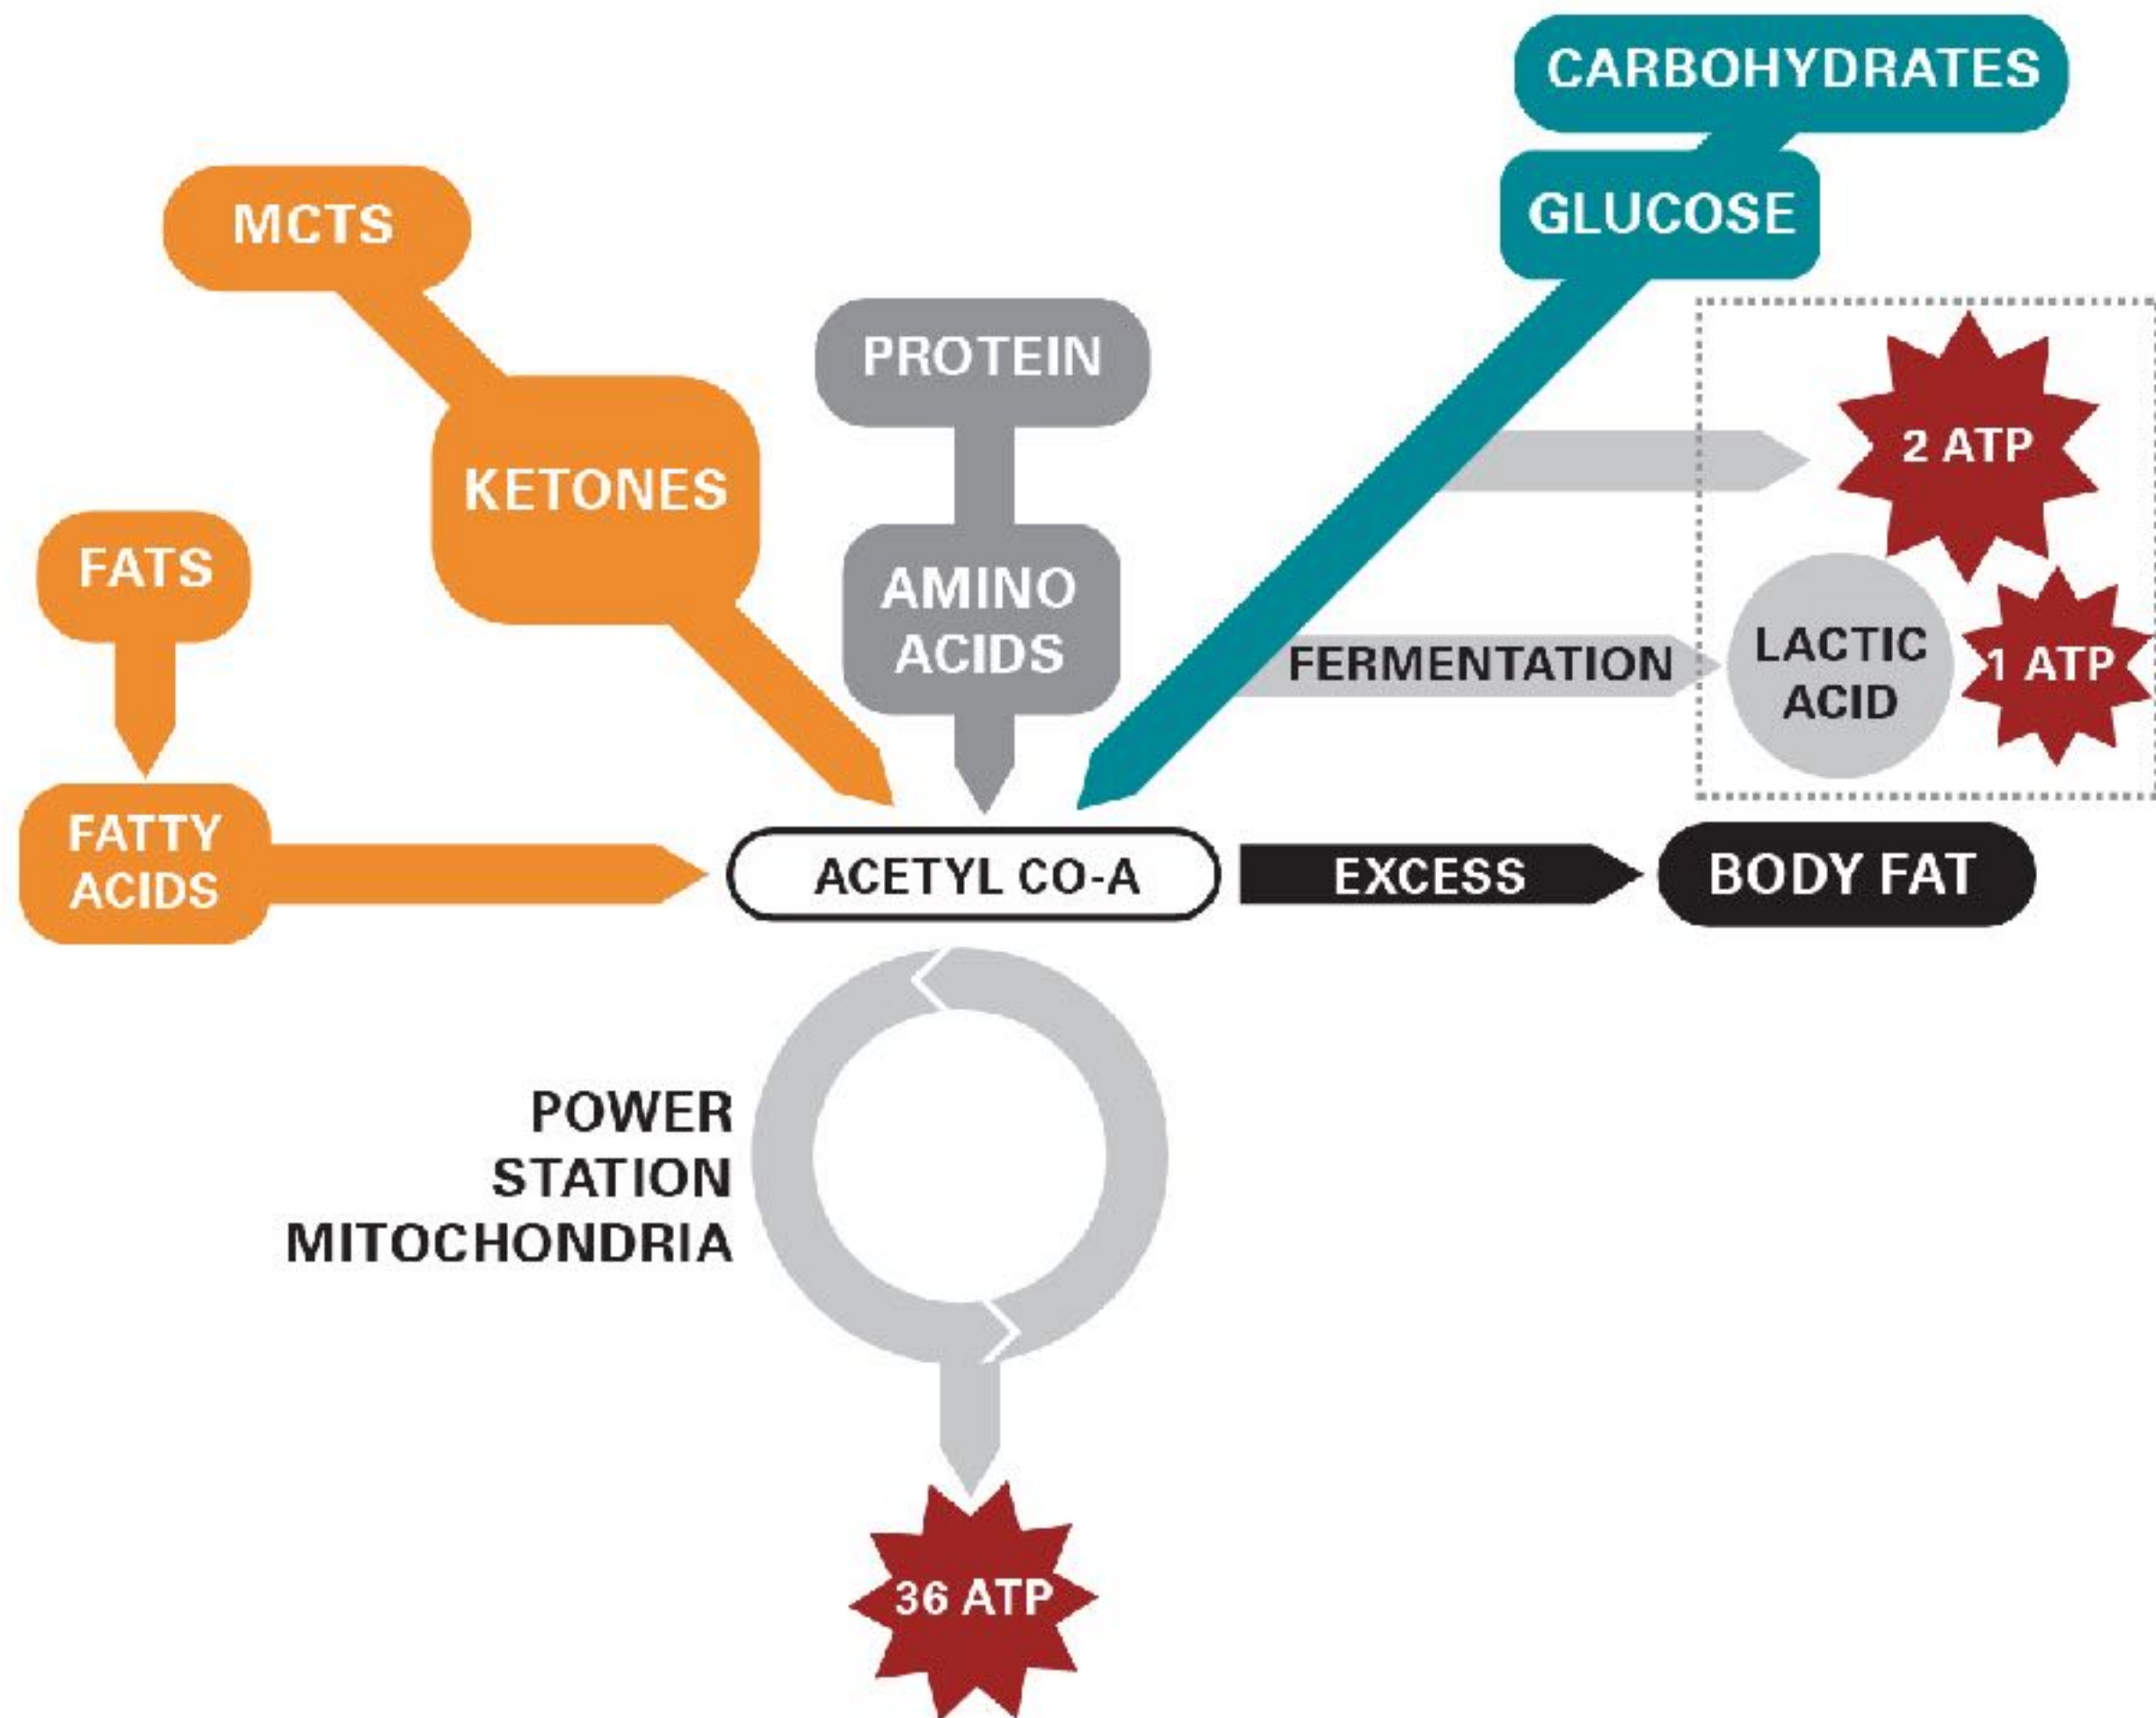 CARBOHYDRATES
GLUCOSE
MCTS
KETONES
PROTEIN
AMINO
ACIDS
FATS
FATTY
ACIDS
2 ATP
FERMENTATION
LACTIC
ACID
1 ATP
ACETYL CO-A
EXCESS
BODY FAT
POWER
STATION
MITOCHONDRIA
36 ATP